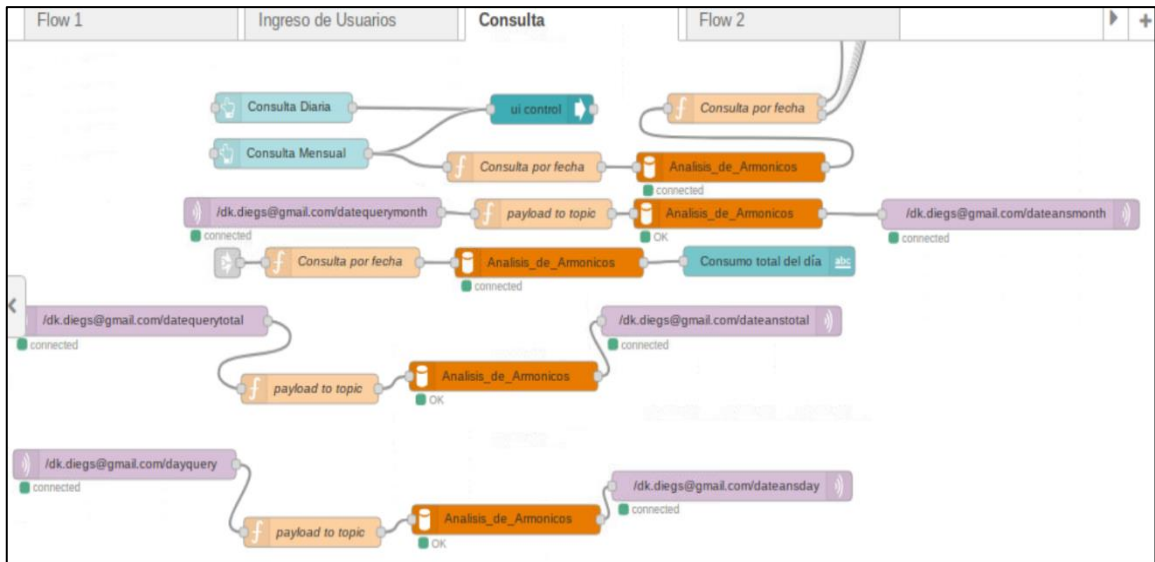 Flow 1
Ingreso de Usuarios
Consulta
Flow 2
Consulta Diaria
ui control
Consulta por fecha
Consulta Mensual
Consulta por fecha
Analisis_de_Armonicos
connected
/dk.diegs@gmail.com/datequerymonth
payload to topic
Analisis_de_Armonicos
/dk.diegs@gmail.com/dateansmonth
connected
OK
connected
Consulta por fecha
Analisis_de_Armonicos
Consumo total del día
abc
connected
/dk.diegs@gmail.com/datequerytotal
/dk.diegs@gmail.com/dateanstotal
connected
connected
payload to topic
Analisis_de_Armonicos
OK
/dk.diegs@gmail.com/dayquery
connected
/dk.diegs@gmail.com/dateansday
connected
payload to topic
Analisis_de_Armonicos
OK